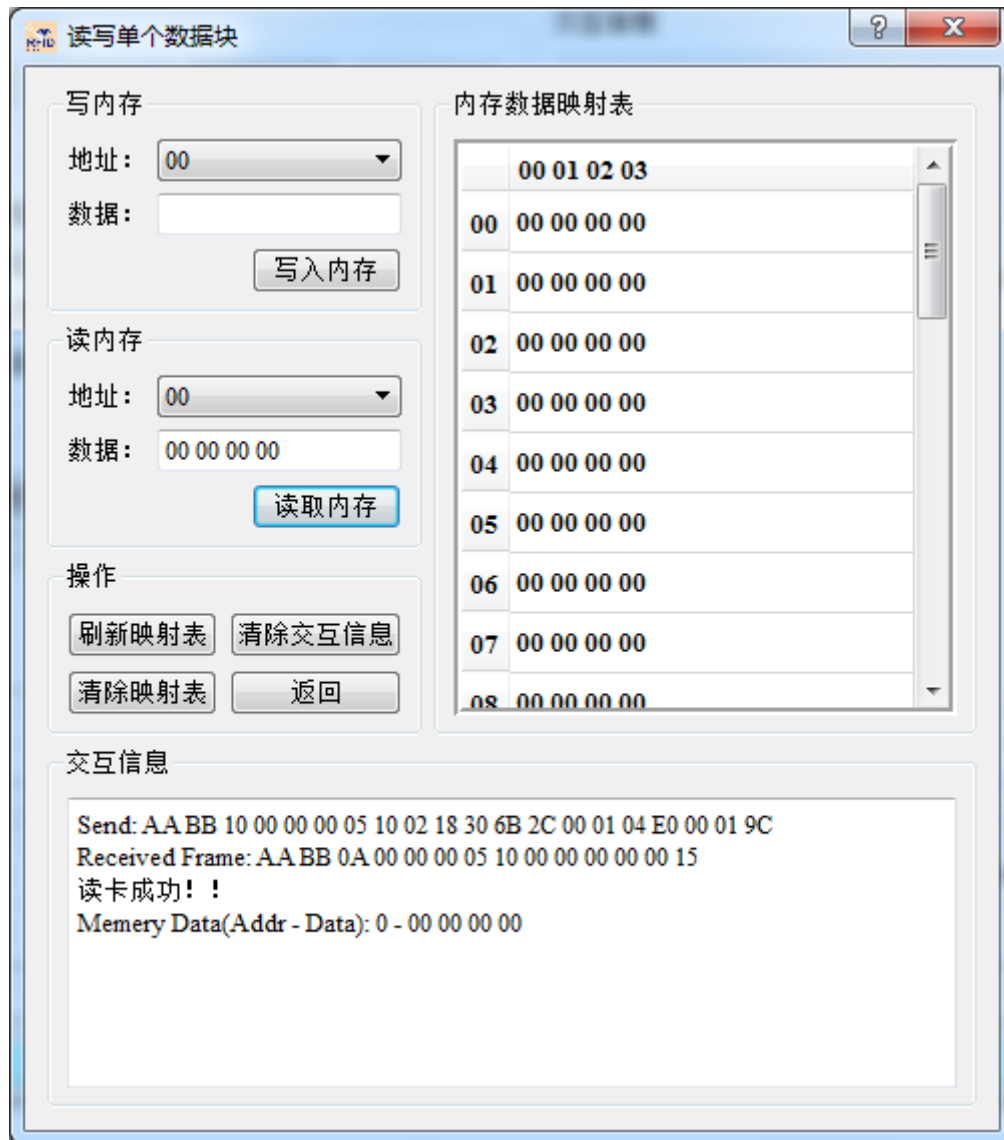 RFID 读写单个数据块
写内存
地址: 00
数据:
写入内存
读内存
地址: 00
数据: 00 00 00 00
读取内存
操作
刷新映射表 清除交互信息
清除映射表 返回
内存数据映射表
00 01 02 03
00 00 00 00 00
01 00 00 00 00
02 00 00 00 00
03 00 00 00 00
04 00 00 00 00
05 00 00 00 00
06 00 00 00 00
07 00 00 00 00
08 00 00 00 00
交互信息
Send: AA BB 10 00 00 00 05 10 02 18 30 6B 2C 00 01 04 E0 00 01 9C
Received Frame: AA BB 0A 00 00 00 05 10 00 00 00 00 00 15
读卡成功！！
Memery Data(Addr - Data): 0 - 00 00 00 00